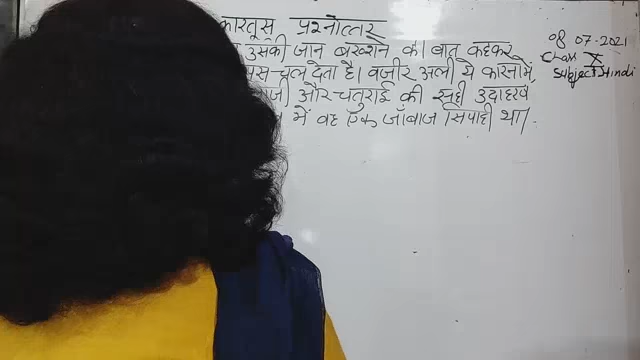 कारतूस प्रश्नोत्तर
उसकी जान बख्शने की बात कहकर
चल देता है। वज़ीर अली ये कारनामें
और चतुराई की सही उदाहरण
में वह एक जाँबाज सिपाही था।
08 07-2021
Class X
Subject Hindi